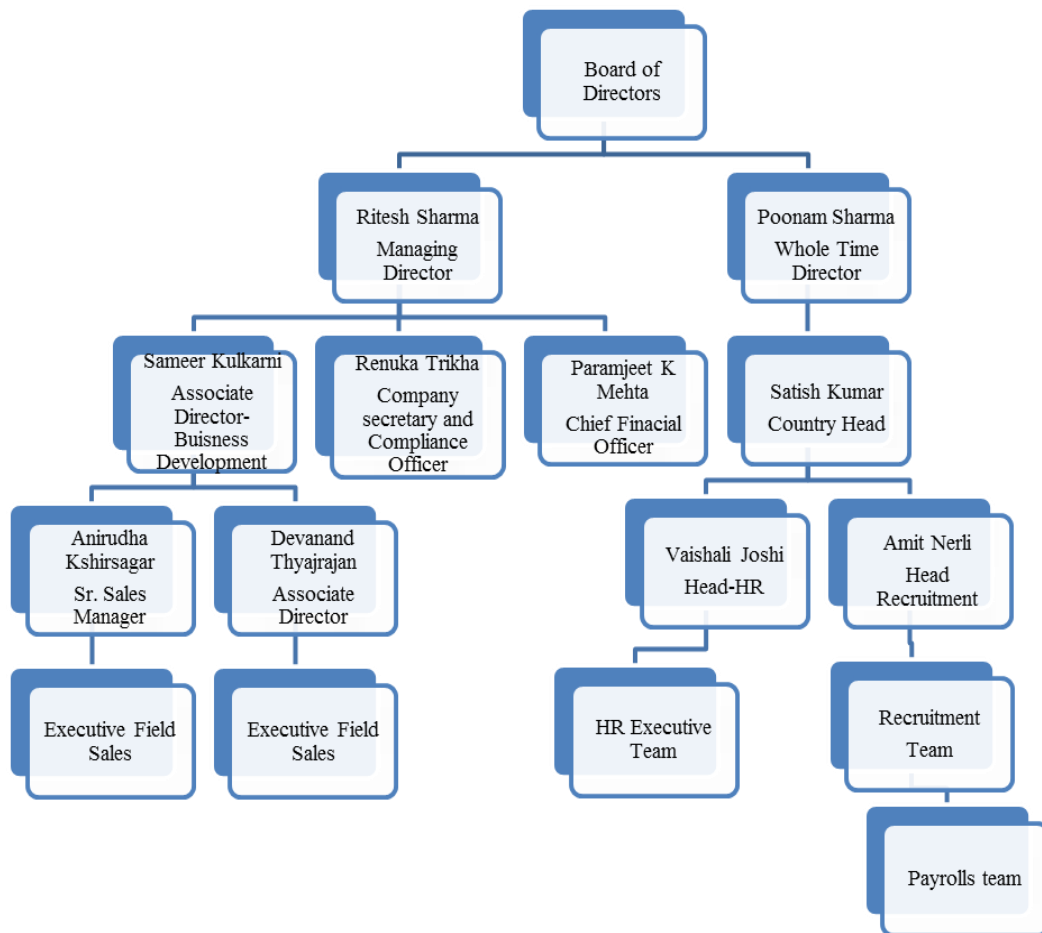 Board of
Directors
Ritesh Sharma
Managing
Director
Poonam Sharma
Whole Time
Director
Sameer Kulkarni
Associate
Director-
Buisness
Development
Renuka Trikha
Company
secretary and
Compliance
Officer
Paramjeet K
Mehta
Chief Finacial
Officer
Satish Kumar
Country Head
Anirudha
Kshirsagar
Sr. Sales
Manager
Devanand
Thyajrajan
Associate
Director
Vaishali Joshi
Head-HR
Amit Nerli
Head
Recruitment
Executive Field
Sales
Executive Field
Sales
HR Executive
Team
Recruitment
Team
Payrolls team